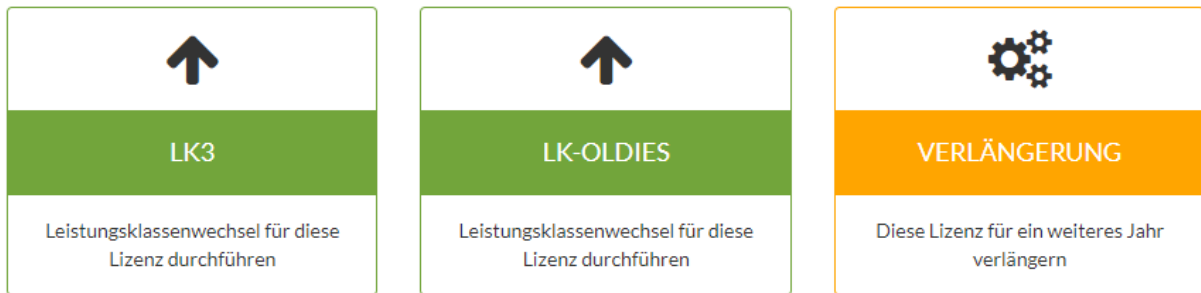 LK3
Leistungsklassenwechsel für diese
Lizenz durchführen
LK-OLDIES
Leistungsklassenwechsel für diese
Lizenz durchführen
VERLÄNGERUNG
Diese Lizenz für ein weiteres Jahr
verlängern